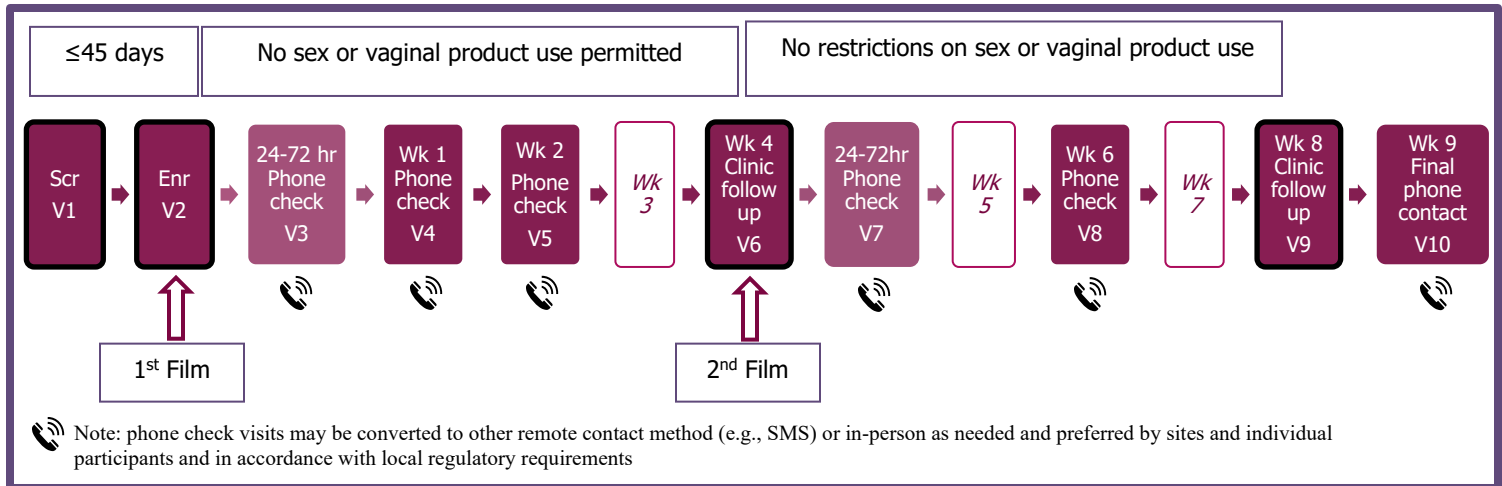 ≤45 days
No sex or vaginal product use permitted
No restrictions on sex or vaginal product use
Scr
V1
Enr
V2
24-72 hr
Phone
check
V3
Wk 1
Phone
check
V4
Wk 2
Phone
check
V5
Wk
3
Wk 4
Clinic
follow
up
V6
24-72hr
Phone
check
V7
Wk
5
Wk 6
Phone
check
V8
Wk
7
Wk 8
Clinic
follow
up
V9
Wk 9
Final
phone
contact
V10
1st Film
2nd Film
Note: phone check visits may be converted to other remote contact method (e.g., SMS) or in-person as needed and preferred by sites and individual
participants and in accordance with local regulatory requirements